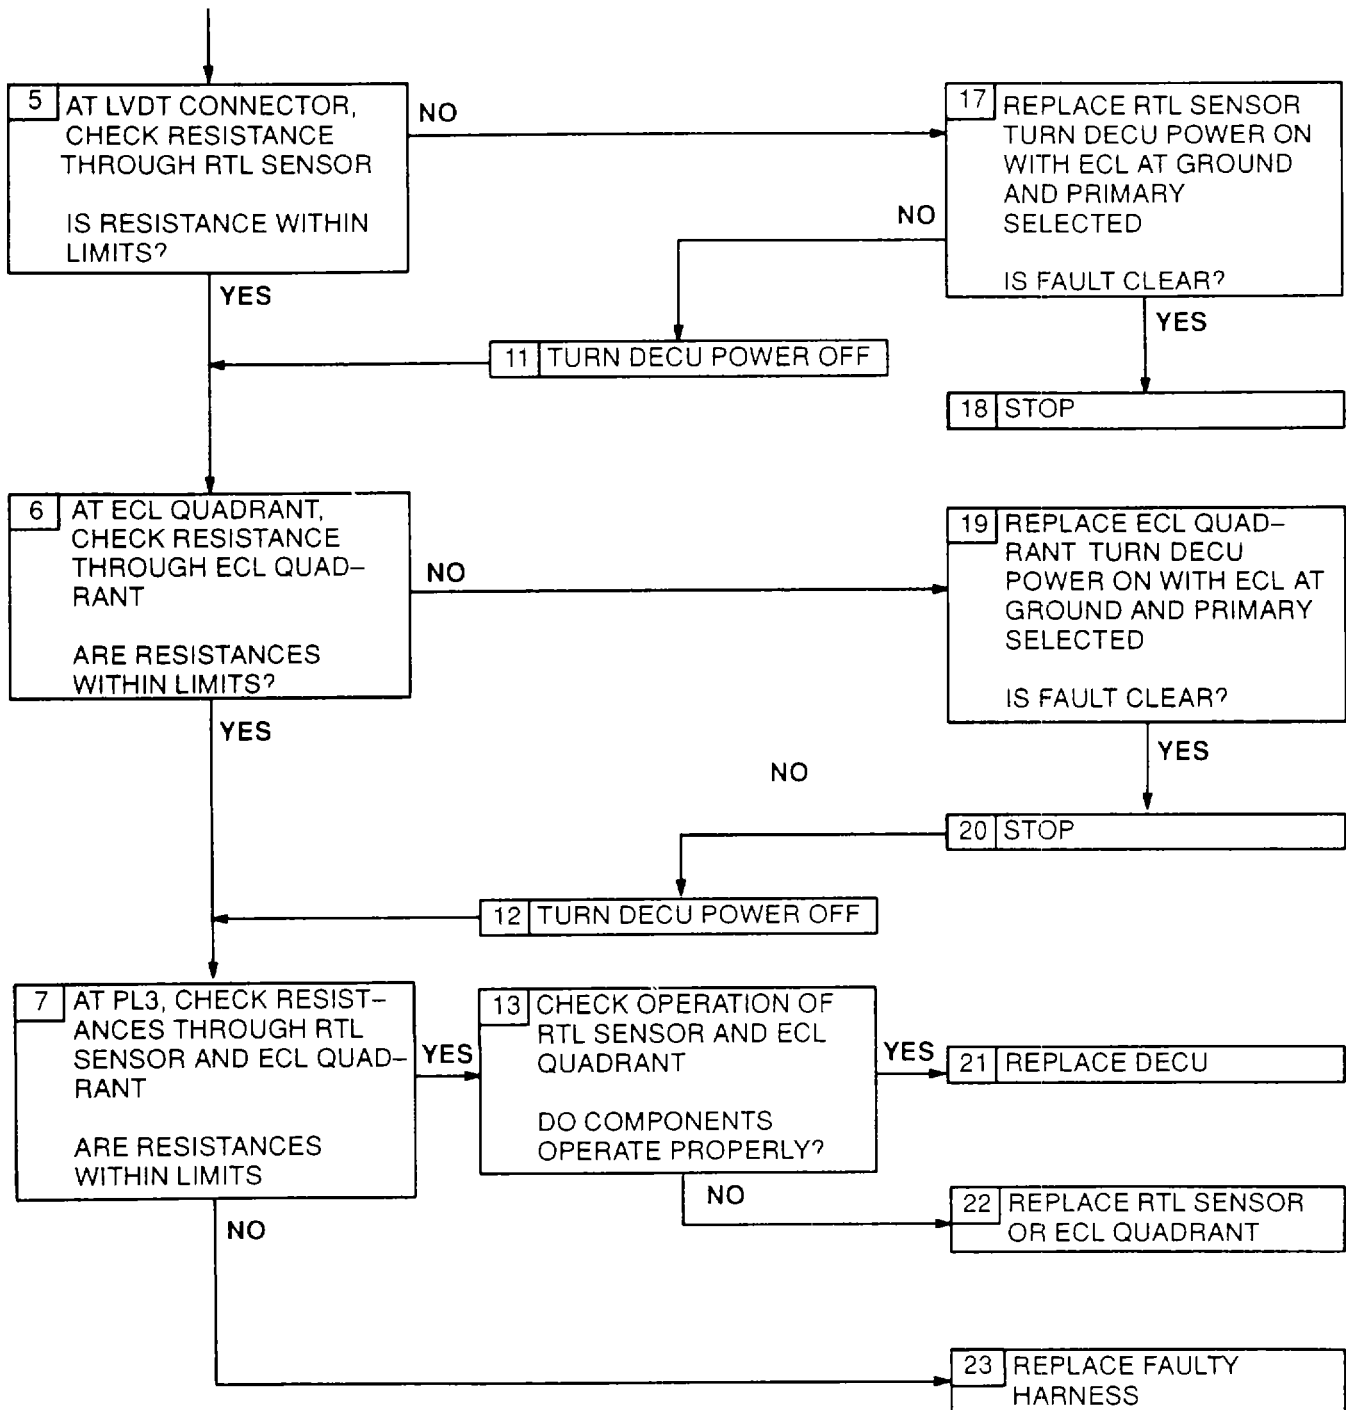 5 AT LVDT CONNECTOR,
CHECK RESISTANCE
THROUGH RTL SENSOR
IS RESISTANCE WITHIN
LIMITS?
NO
YES
17 REPLACE RTL SENSOR
TURN DECU POWER ON
WITH ECL AT GROUND
AND PRIMARY
SELECTED
IS FAULT CLEAR?
NO
YES
11 TURN DECU POWER OFF
18 STOP
6 AT ECL QUADRANT,
CHECK RESISTANCE
THROUGH ECL QUAD–
RANT
ARE RESISTANCES
WITHIN LIMITS?
NO
YES
19 REPLACE ECL QUAD–
RANT TURN DECU
POWER ON WITH ECL AT
GROUND AND PRIMARY
SELECTED
IS FAULT CLEAR?
YES
NO
20 STOP
12 TURN DECU POWER OFF
7 AT PL3, CHECK RESIST–
ANCES THROUGH RTL
SENSOR AND ECL QUAD–
RANT
ARE RESISTANCES
WITHIN LIMITS
YES
NO
13 CHECK OPERATION OF
RTL SENSOR AND ECL
QUADRANT
DO COMPONENTS
OPERATE PROPERLY?
YES
NO
21 REPLACE DECU
22 REPLACE RTL SENSOR
OR ECL QUADRANT
23 REPLACE FAULTY
HARNESS